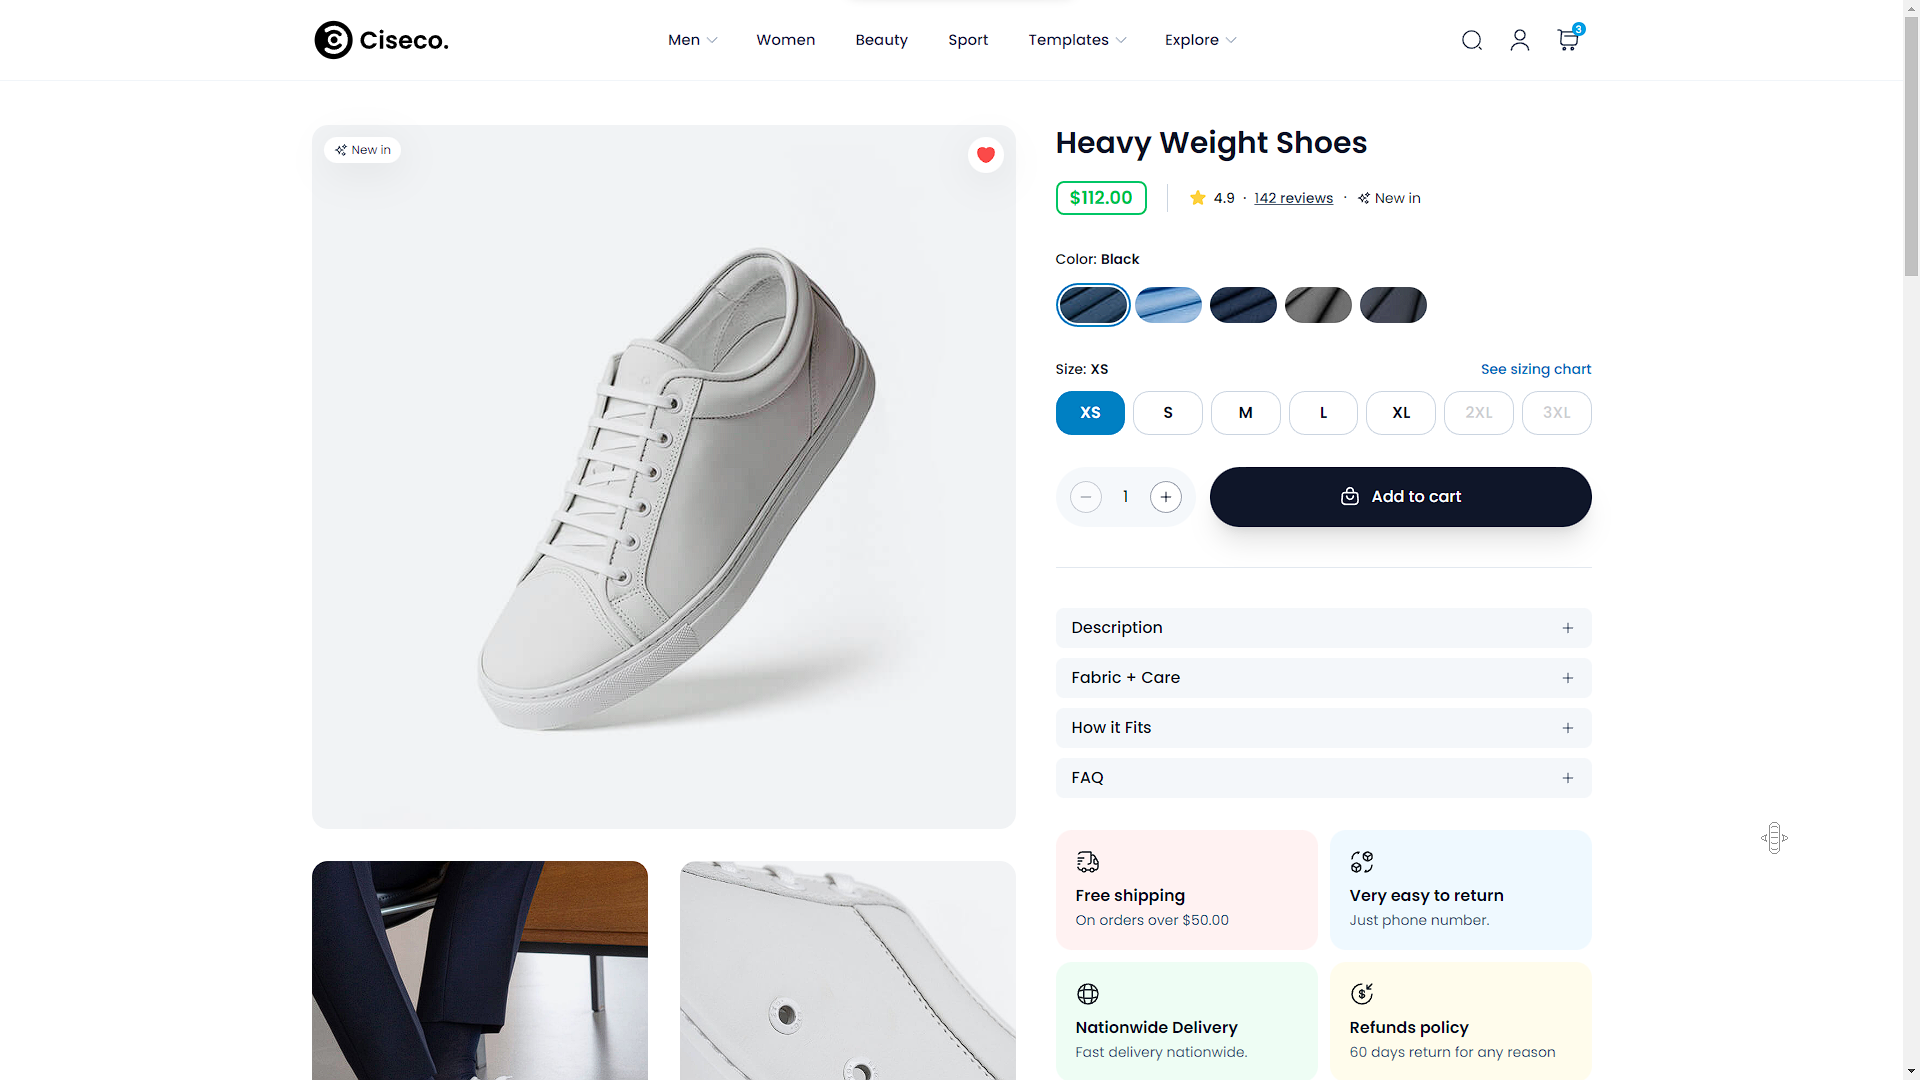 Ciseco.
Men
Women
Beauty
Sport
Templates
Explore
3
New in
Heavy Weight Shoes
$112.00
4.9 · 142 reviews · New in
Color: Black
Size: XS
See sizing chart
XS
S
M
L
XL
2XL
3XL
1
Add to cart
Description
Fabric + Care
How it Fits
FAQ
Free shipping
On orders over $50.00
Very easy to return
Just phone number.
Nationwide Delivery
Fast delivery nationwide.
Refunds policy
60 days return for any reason